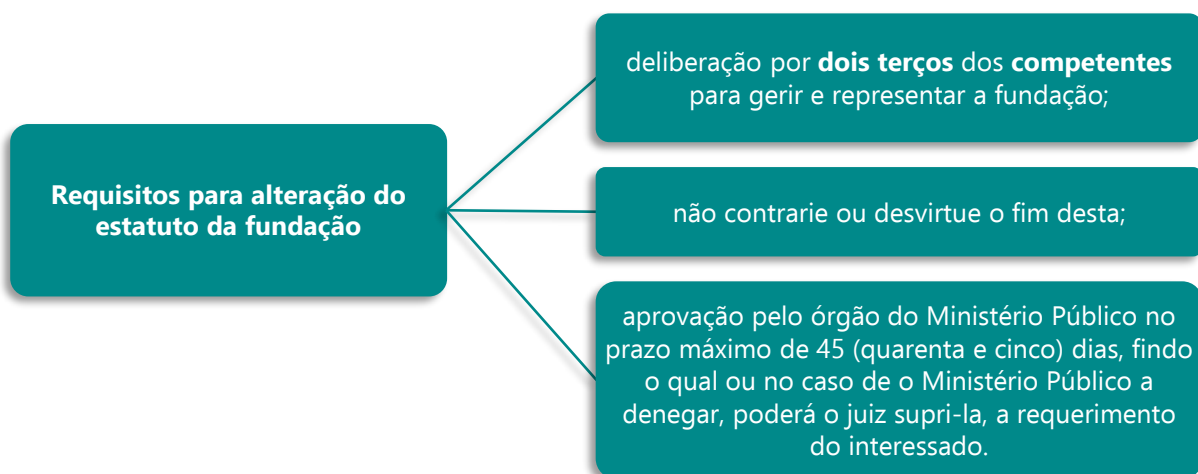 Requisitos para alteração do
estatuto da fundação
deliberação por dois terços dos competentes
para gerir e representar a fundação;
não contrarie ou desvirtue o fim desta;
aprovação pelo órgão do Ministério Público no
prazo máximo de 45 (quarenta e cinco) dias, findo
o qual ou no caso de o Ministério Público a
denegar, poderá o juiz supri-la, a requerimento
do interessado.